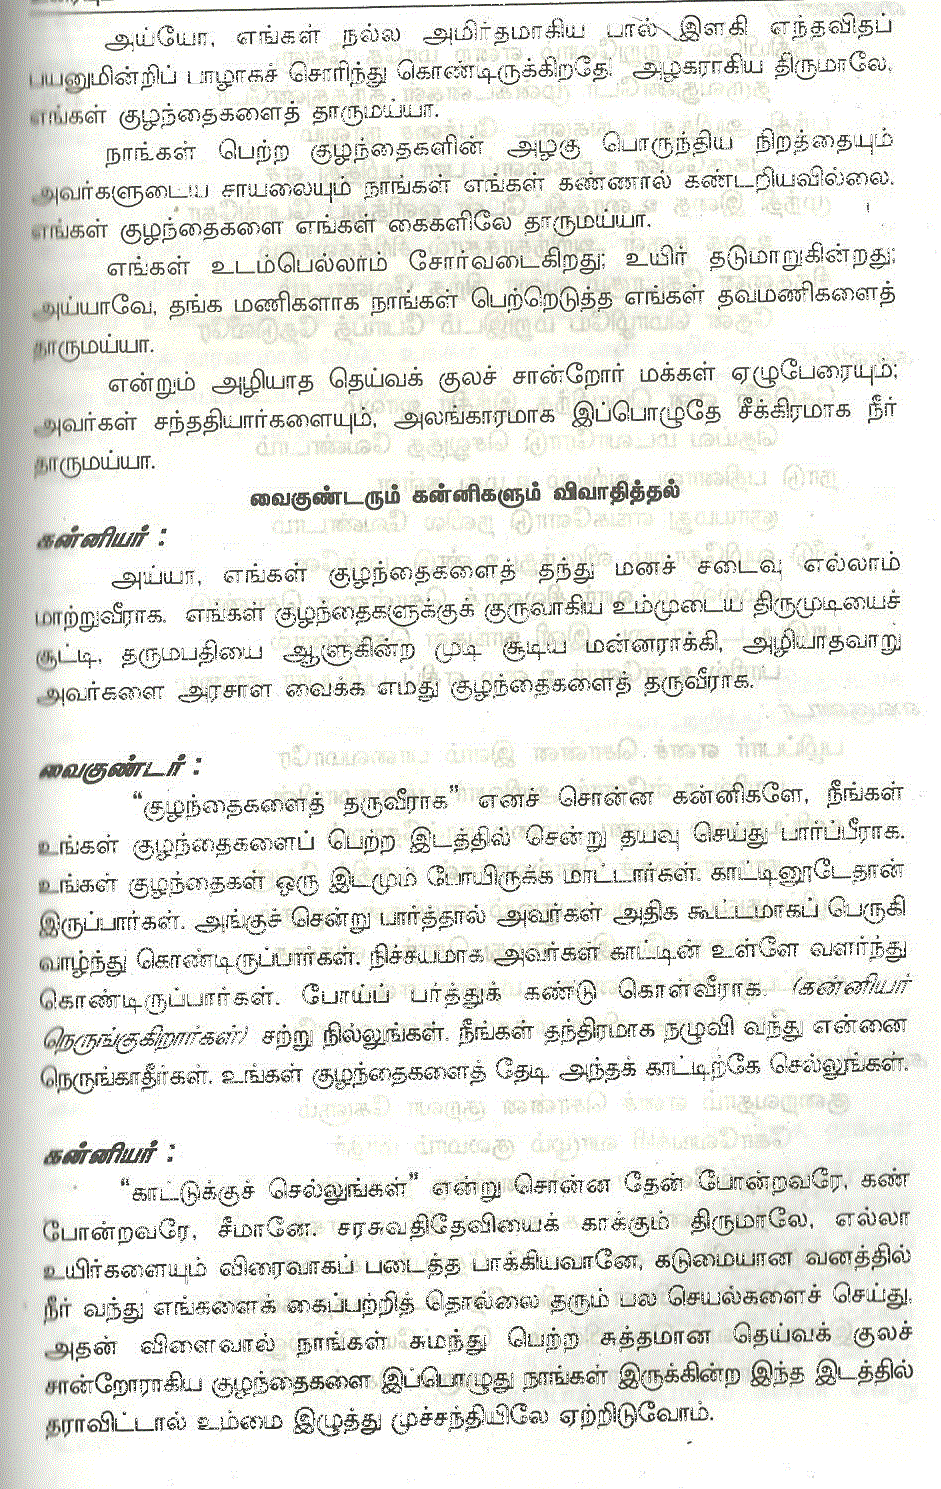 அய்யோ, எங்கள் நல்ல அமிர்தமாகிய பால் இளகி எந்தவிதப்
பயனுமின்றிப் பாழாகச் சொரிந்து கொண்டிருக்கிறதே! அழகராகிய திருமாலே,
எங்கள் குழந்தைகளைத் தாருமய்யா.
நாங்கள் பெற்ற குழந்தைகளின் அழகு பொருந்திய நிறத்தையும்
அவர்களுடைய சாயலையும் நாங்கள் எங்கள் கண்ணால் கண்டறியவில்லை.
எங்கள் குழந்தைகளை எங்கள் கைகளிலே தாருமய்யா.
எங்கள் உடம்பெல்லாம் சோர்வடைகிறது; உயிர் தடுமாறுகின்றது;
அய்யாவே, தங்க மணிகளாக நாங்கள் பெற்றெடுத்த எங்கள் தவமணிகளைத்
தாருமய்யா.
என்றும் அழியாத தெய்வக் குலச் சான்றோர் மக்கள் ஏழுபேரையும்;
அவர்கள் சந்ததியார்களையும், அலங்காரமாக இப்பொழுதே சீக்கிரமாக நீர்
தாருமய்யா.
வைகுண்டரும் கன்னிகளும் விவாதித்தல்
கன்னியர் :
அய்யா, எங்கள் குழந்தைகளைத் தந்து மனச் சடைவு எல்லாம்
மாற்றுவீராக. எங்கள் குழந்தைகளுக்குக் குருவாகிய உம்முடைய திருமுடியைச்
சூட்டி, தருமபதியை ஆளுகின்ற முடி சூடிய மன்னராக்கி, அழியாதவாறு
அவர்களை அரசாள வைக்க எமது குழந்தைகளைத் தருவீராக.
வைகுண்டர் :
“குழந்தைகளைத் தருவீராக” எனச் சொன்ன கன்னிகளே, நீங்கள்
உங்கள் குழந்தைகளைப் பெற்ற இடத்தில் சென்று தயவு செய்து பார்ப்பீராக.
உங்கள் குழந்தைகள் ஒரு இடமும் போயிருக்க மாட்டார்கள். காட்டினூடேதான்
இருப்பார்கள். அங்குச் சென்று பார்த்தால் அவர்கள் அதிக கூட்டமாகப் பெருகி
வாழ்ந்து கொண்டிருப்பார்கள். நிச்சயமாக அவர்கள் காட்டின் உள்ளே வளர்ந்து
கொண்டிருப்பார்கள். போய்ப் பார்த்துக் கண்டு கொள்வீராக. (கன்னியர்
நெருங்குகிறார்கள்) சற்று நில்லுங்கள். நீங்கள் தந்திரமாக நழுவி வந்து என்னை
நெருங்காதீர்கள். உங்கள் குழந்தைகளைத் தேடி அந்தக் காட்டிற்கே செல்லுங்கள்.
கன்னியர் :
“காட்டுக்குச் செல்லுங்கள்” என்று சொன்ன தேன் போன்றவரே, கண்
போன்றவரே, சீமானே. சரசுவதிதேவியைக் காக்கும் திருமாலே, எல்லா
உயிர்களையும் விரைவாகப் படைத்த பாக்கியவானே, கடுமையான வனத்தில்
நீர் வந்து எங்களைக் கைப்பற்றித் தொல்லை தரும் பல செயல்களைச் செய்து,
அதன் விளைவால் நாங்கள் சுமந்து பெற்ற சுத்தமான தெய்வக் குலச்
சான்றோராகிய குழந்தைகளை இப்பொழுது நாங்கள் இருக்கின்ற இந்த இடத்தில்
தராவிட்டால் உம்மை இழுத்து முச்சந்தியிலே ஏற்றிடுவோம்.